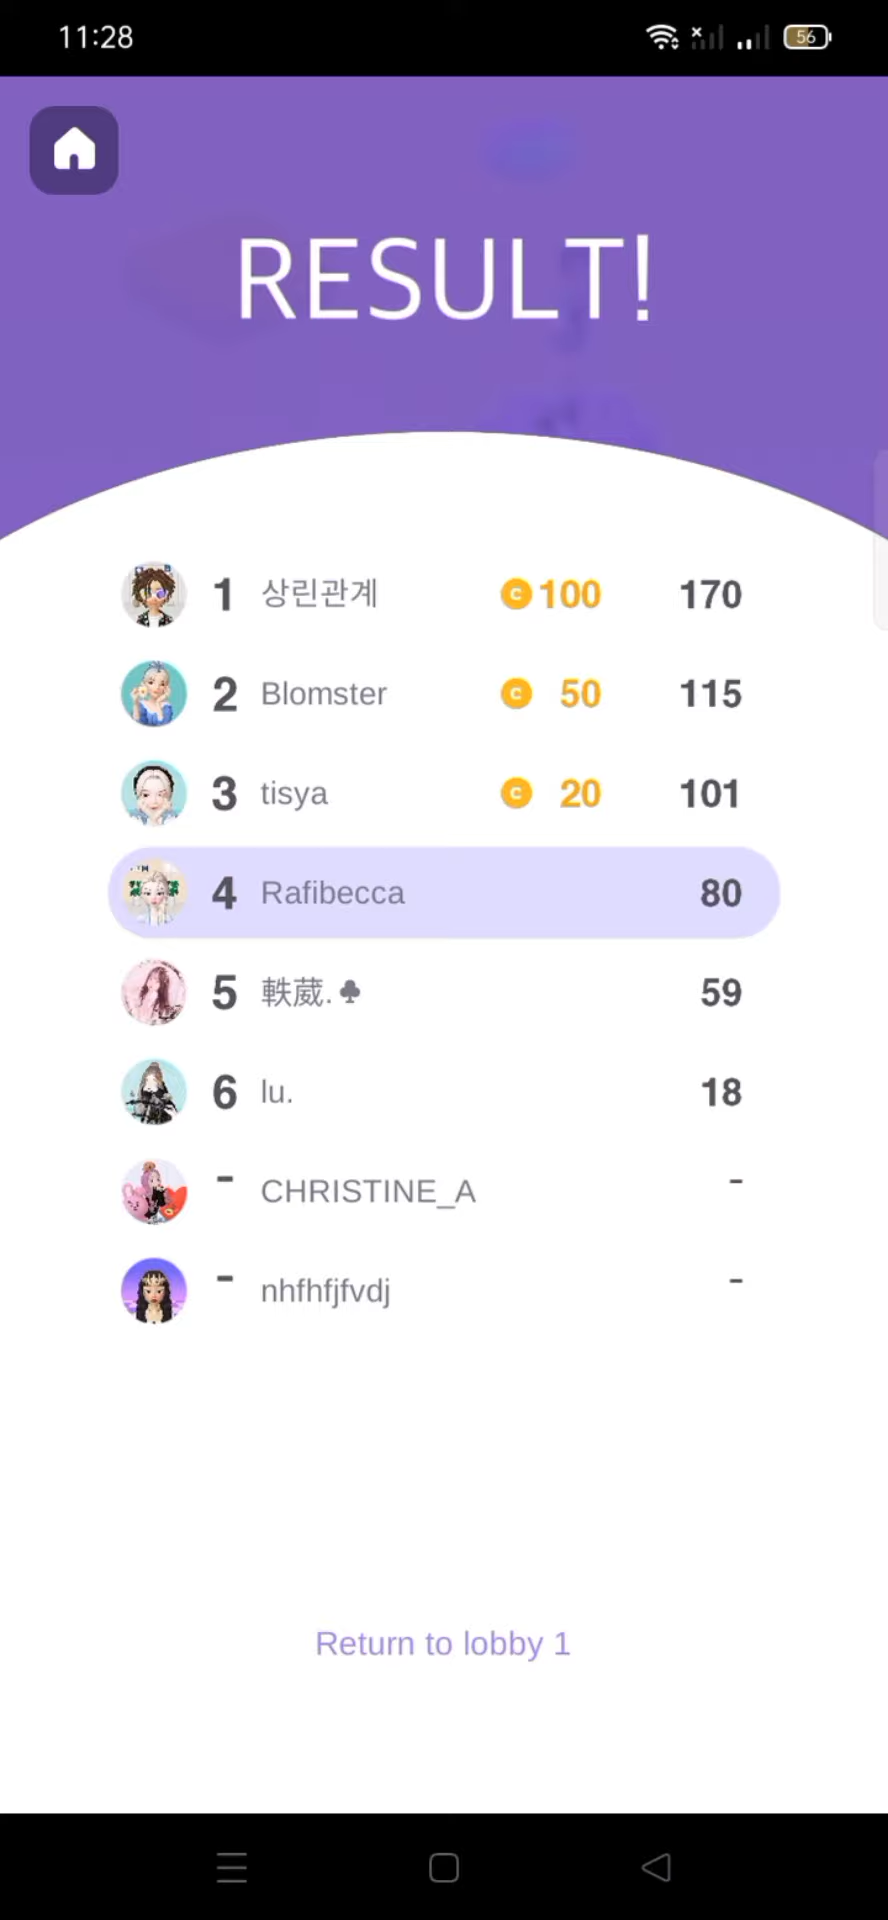 11:28
56
RESULT!
1 상린관계 C 100 170
2 Blomster C 50 115
3 tisya C 20 101
4 Rafibecca 80
5 軼葳.♣ 59
6 lu. 18
- CHRISTINE_A -
- nhfhfjfvdj -
Return to lobby 1